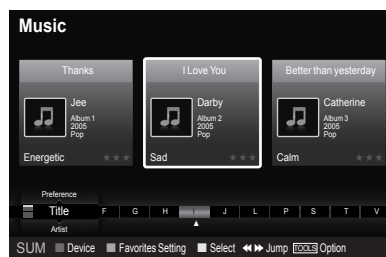 Music
Thanks
Jee
Album 1
2005
Pop
Energetic
I Love You
Darby
Album 2
2005
Pop
Sad
Better than yesterday
Catherine
Album 3
2005
Pop
Calm
Preference
Title F G H I J L P S T V
Artist
SUM Device Favorites Setting Select Jump TOOLS Option